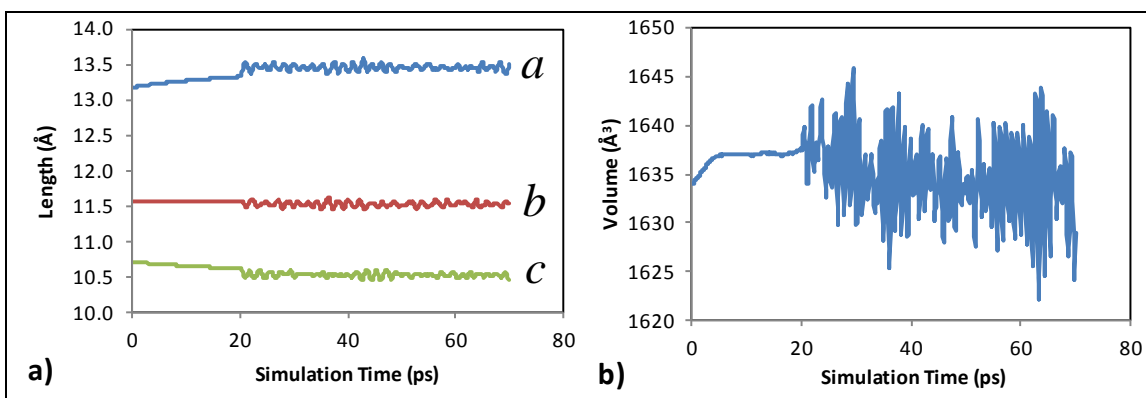 14.0
13.5
13.0
12.5
12.0
11.5
11.0
10.5
10.0
Length (Å)
0 20 40 60 80
Simulation Time (ps)
a
b
c
a)
1650
1645
1640
1635
1630
1625
1620
Volume (Å³)
0 20 40 60 80
Simulation Time (ps)
b)